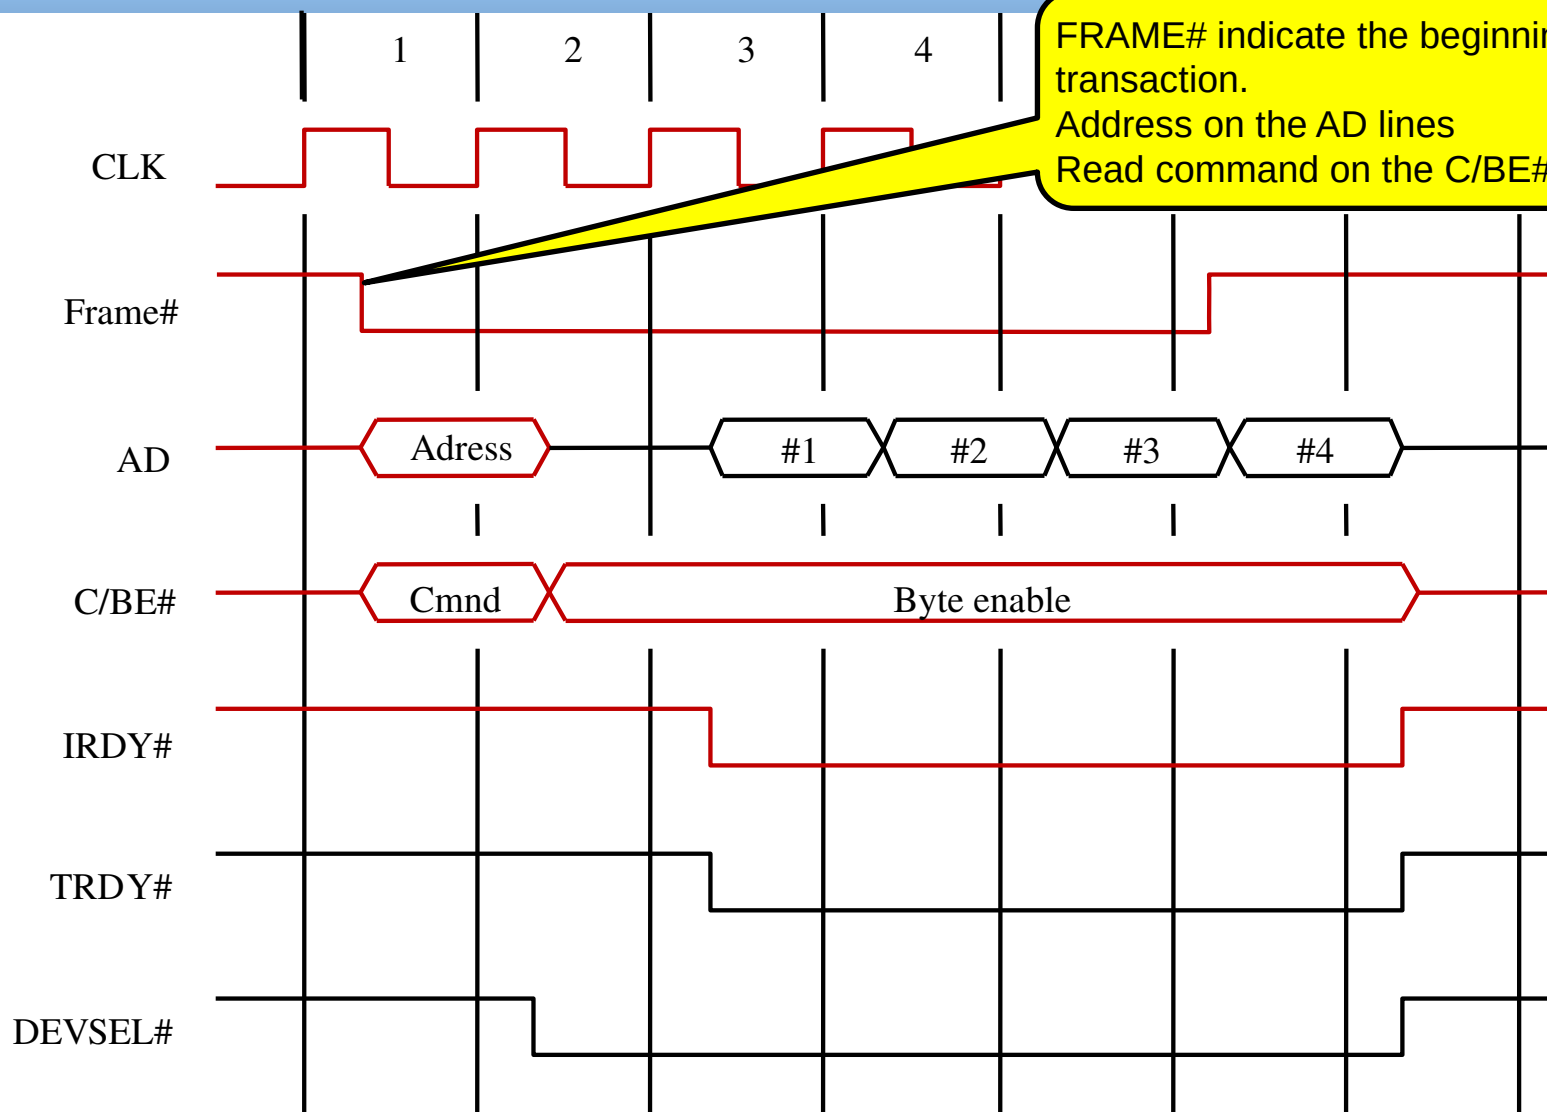 1 2 3 4
FRAME# indicate the
transaction.
Address on the AD lines
Read command on the C/BE#
CLK
Frame#
AD Adress #1 #2 #3 #4
C/BE# Cmnd Byte enable
IRDY#
TRDY#
DEVSEL#